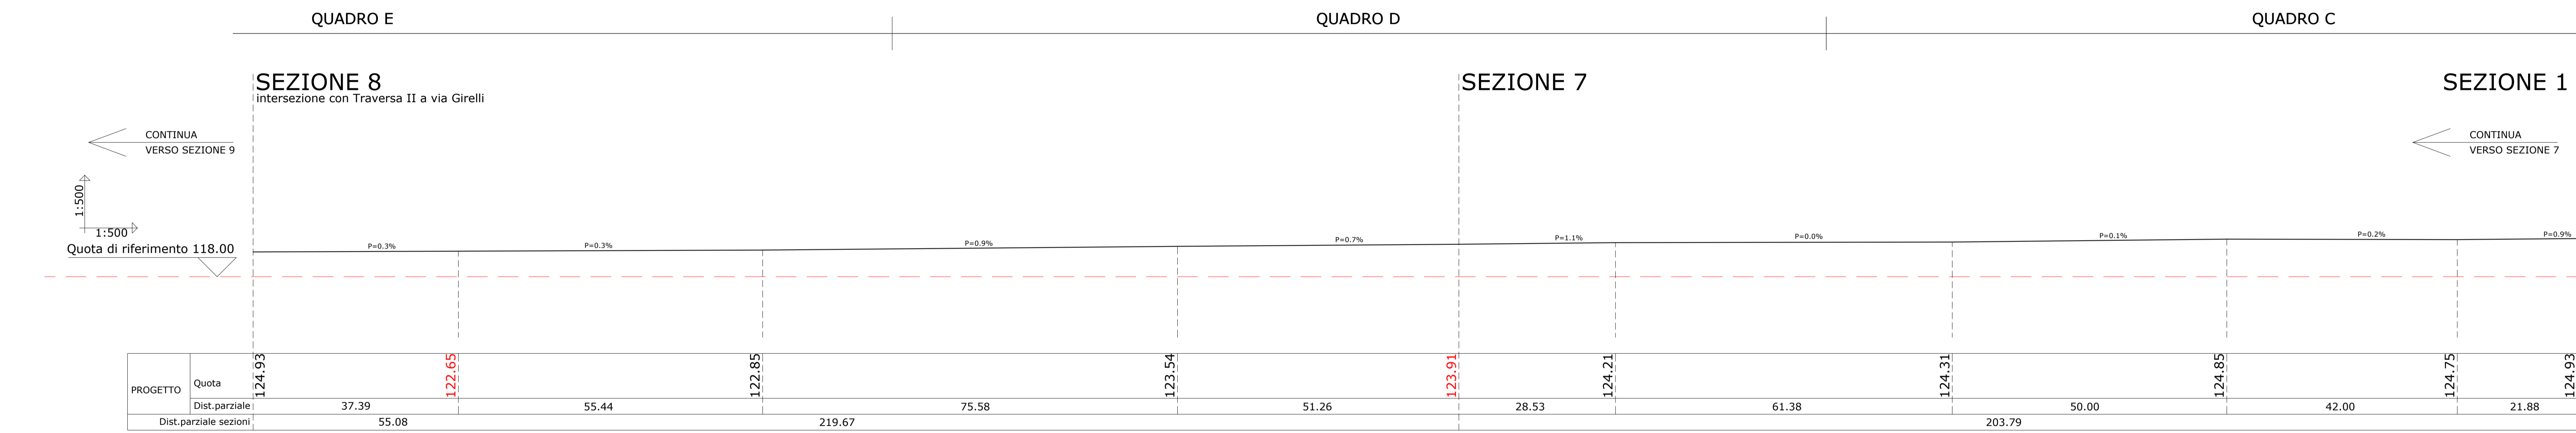 QUADRO E
QUADRO D
QUADRO C
SEZIONE 8
intersezione con Traversa II a via Girelli
SEZIONE 7
SEZIONE 1
CONTINUA
VERSO SEZIONE 9
CONTINUA
VERSO SEZIONE 7
1:500
1:500
Quota di riferimento 118.00
P=0.3%
P=0.3%
P=0.9%
P=0.7%
P=1.1%
P=0.0%
P=0.1%
P=0.2%
P=0.9%
PROGETTO
Quota
124.93
122.65
122.85
123.54
123.91
124.21
124.31
124.85
124.75
124.93
Dist.parziale
37.39
55.44
75.58
51.26
28.53
61.38
50.00
42.00
21.88
Dist.parziale sezioni
55.08
219.67
203.79